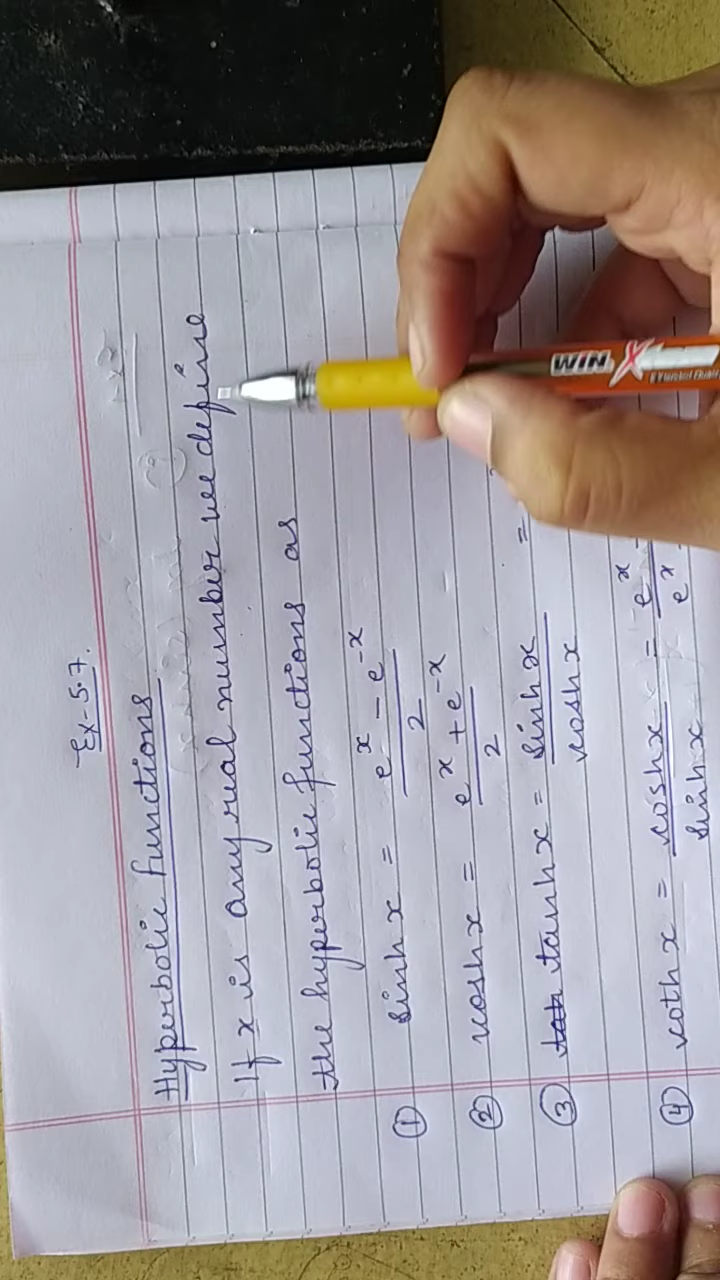 Ex-5.7.
Hyperbolic functions
If x is any real number we define
the hyperbolic functions as
① sinh x = (e^x - e^-x)/2
② cosh x = (e^x + e^-x)/2
③ tanh x = sinh x/cosh x =
④ coth x = cosh x/sinh x = e^x/e^x
WIN X